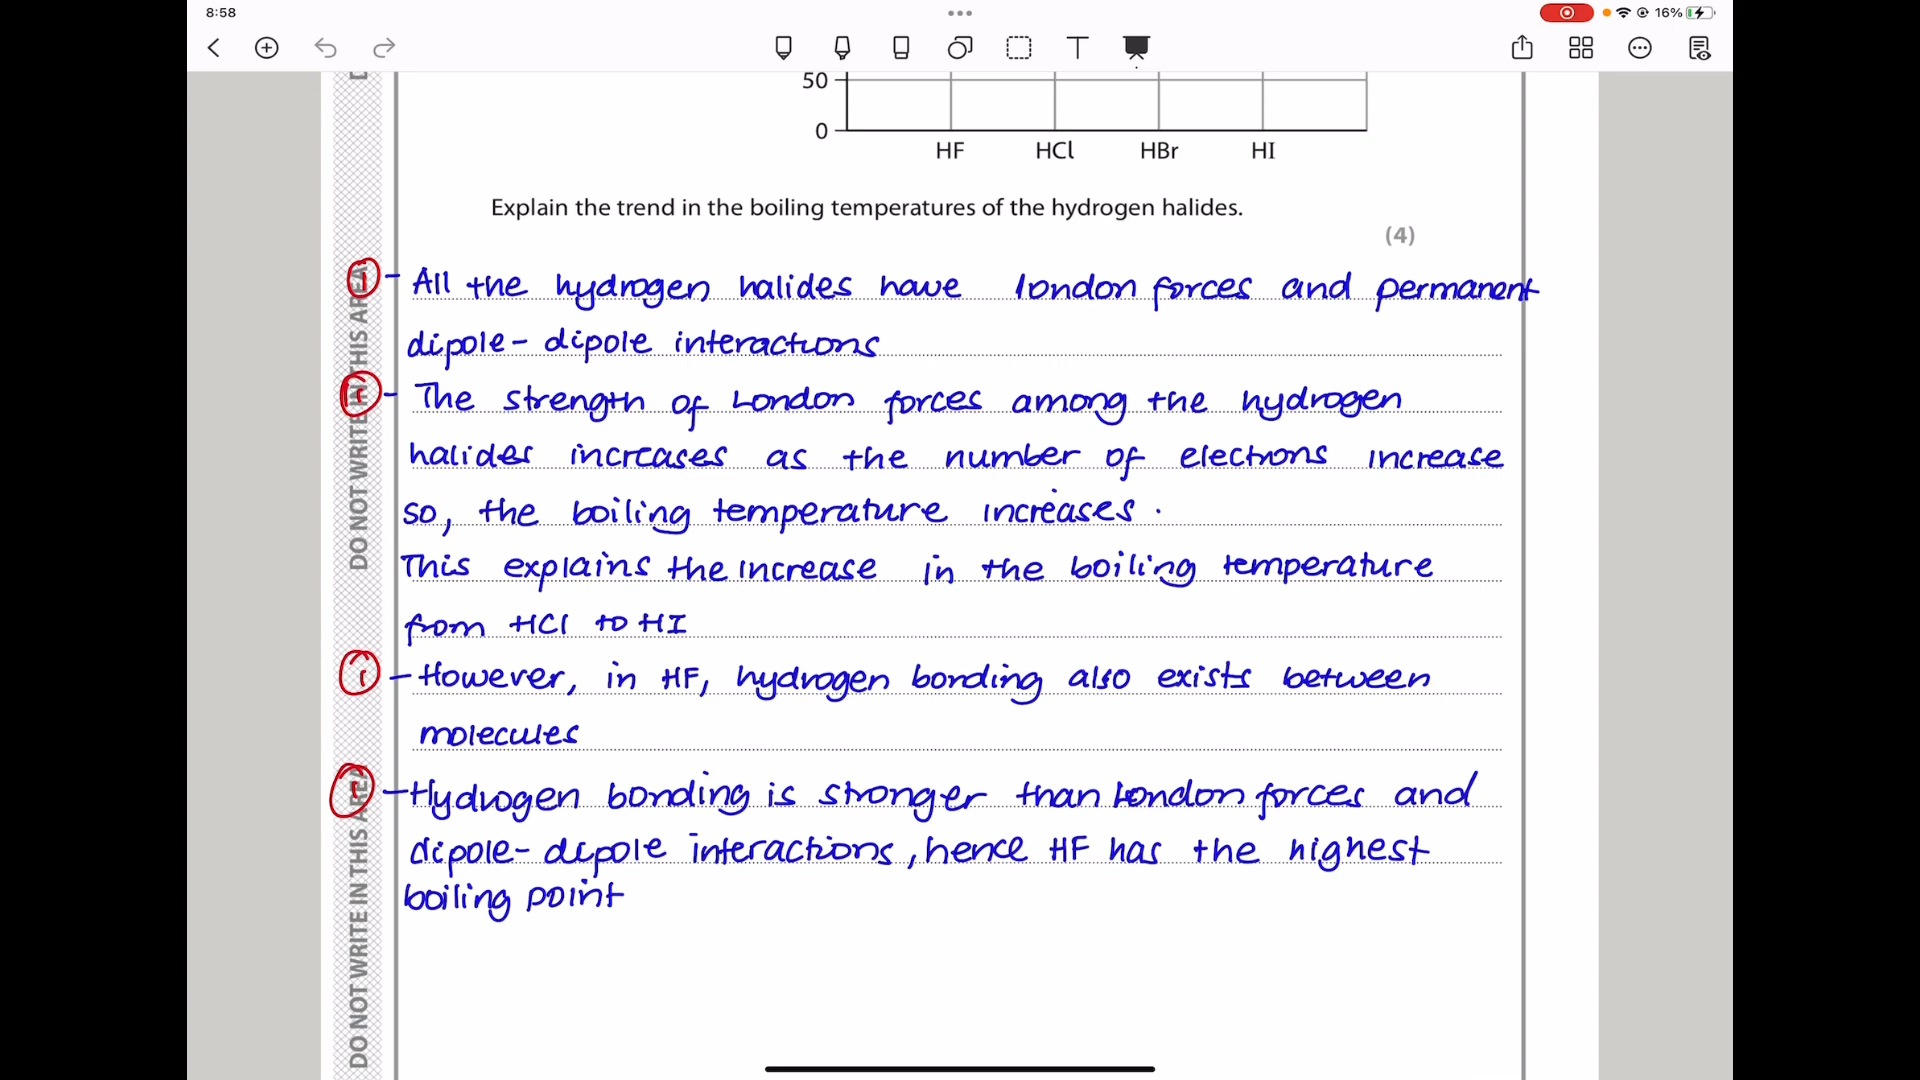 8:58
16%
50
0
HF HCl HBr HI
Explain the trend in the boiling temperatures of the hydrogen halides.
(4)
1 - All the hydrogen halides have london forces and permanent
dipole - dipole interactions
1 - The strength of London forces among the hydrogen
halides increases as the number of electrons increase
so, the boiling temperature increases .
This explains the increase in the boiling temperature
from HCl to HI
1 - However, in HF, hydrogen bonding also exists between
molecules
1 - Hydrogen bonding is stronger than London forces and
dipole - dipole interactions, hence HF has the highest
boiling point
DO NOT WRITE IN THIS AREA
DO NOT WRITE IN THIS AREA